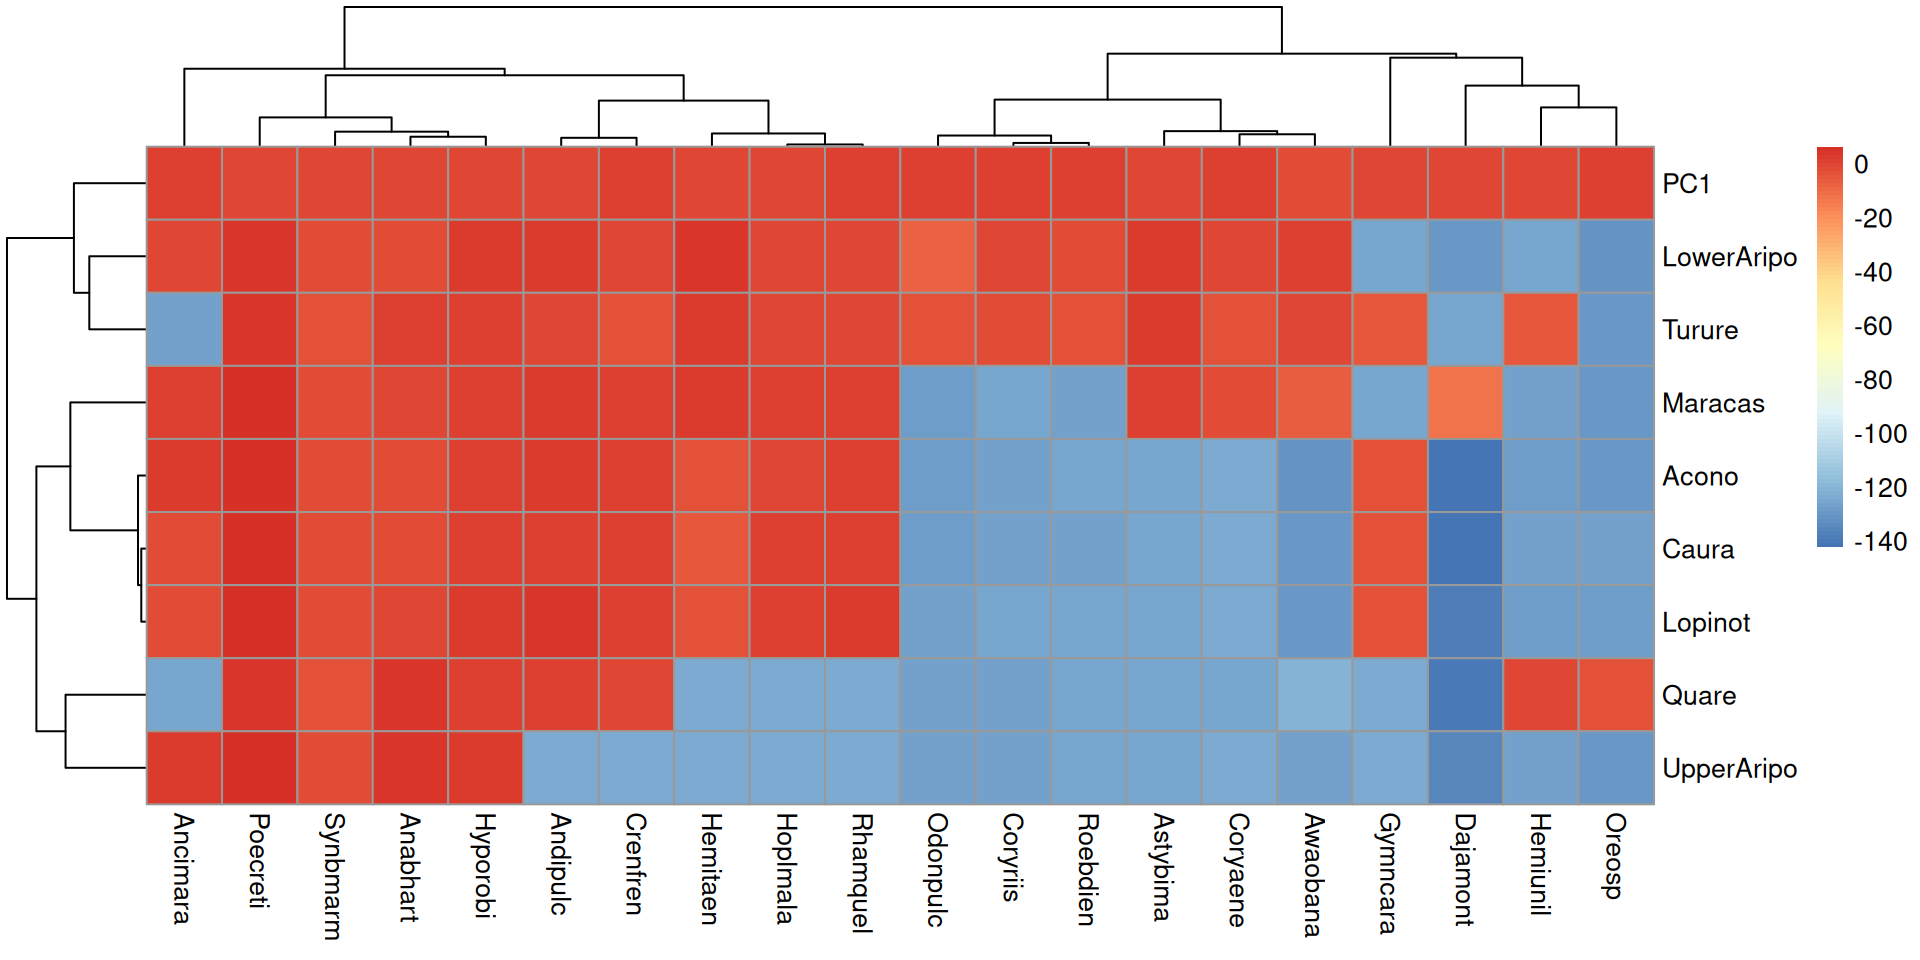 PC1
LowerAripo
Turure
Maracas
Acono
Caura
Lopinot
Quare
UpperAripo
0
-20
-40
-60
-80
-100
-120
-140
Ancimara
Poecreti
Synbmarm
Anabhart
Hyporobi
Andipulc
Crenfren
Hemitaen
Hoplmala
Rhamquel
Odonpulc
Coryriis
Roebdien
Astybima
Coryaene
Awaobana
Gymncara
Dajamont
Hemiunil
Oreosp